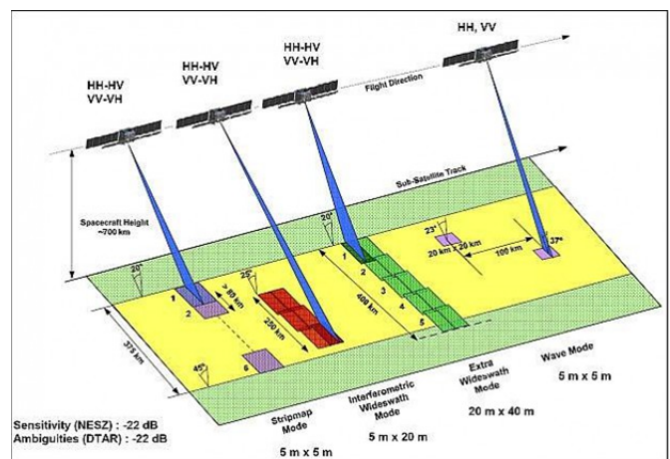 HH, VV
HH-HV
VV-VH
HH-HV
VV-VH
HH-HV
VV-VH
Flight Direction
Sub-Satellite Track
Spacecraft Height
~700 km
20°
20°
25°
23°
37°
20 km x 20 km
100 km
1
2
> 80 km
250 km
1
2
3
4
5
400 km
375 km
6
45°
Stripmap
Mode
Interferometric
Wideswath
Mode
Extra
Wideswath
Mode
Wave Mode
5 m x 5 m
5 m x 20 m
20 m x 40 m
5 m x 5 m
Sensitivity (NESZ) : -22 dB
Ambiguities (DTAR) : -22 dB